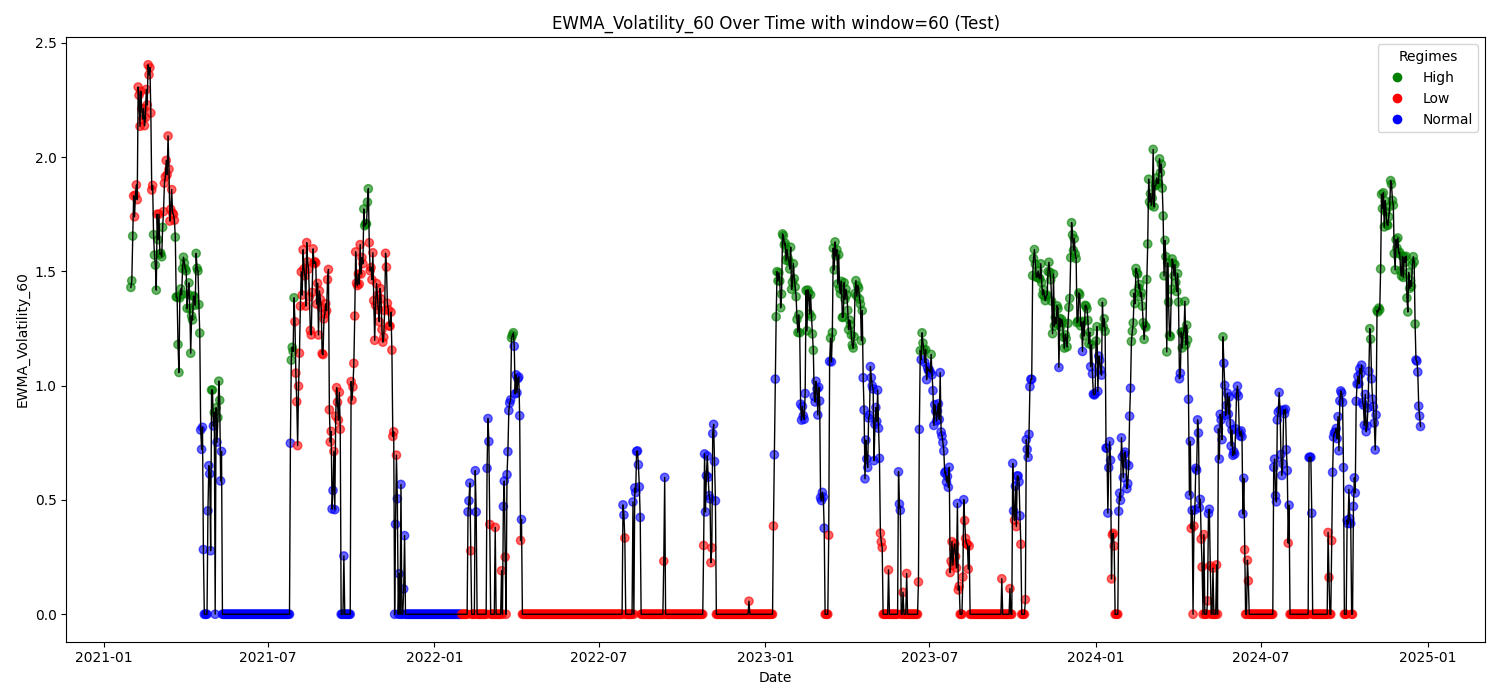 EWMA_Volatility_60 Over Time with window=60 (Test)
Regimes
High
Low
Normal
EWMA_Volatility_60
2.5
2.0
1.5
1.0
0.5
0.0
2021-01 2021-07 2022-01 2022-07 2023-01 2023-07 2024-01 2024-07 2025-01
Date